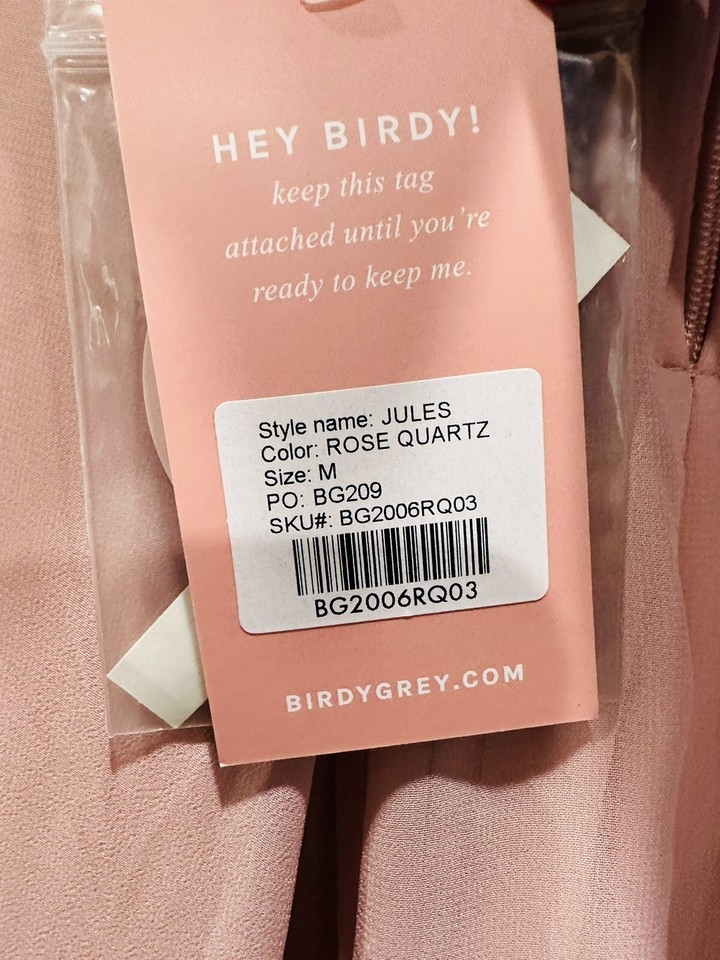 HEY BIRDY!
keep this tag
attached until you're
ready to keep me.
Style name: JULES
Color: ROSE QUARTZ
Size: M
PO: BG209
SKU#: BG2006RQ03
BG2006RQ03
BIRDYGREY.COM